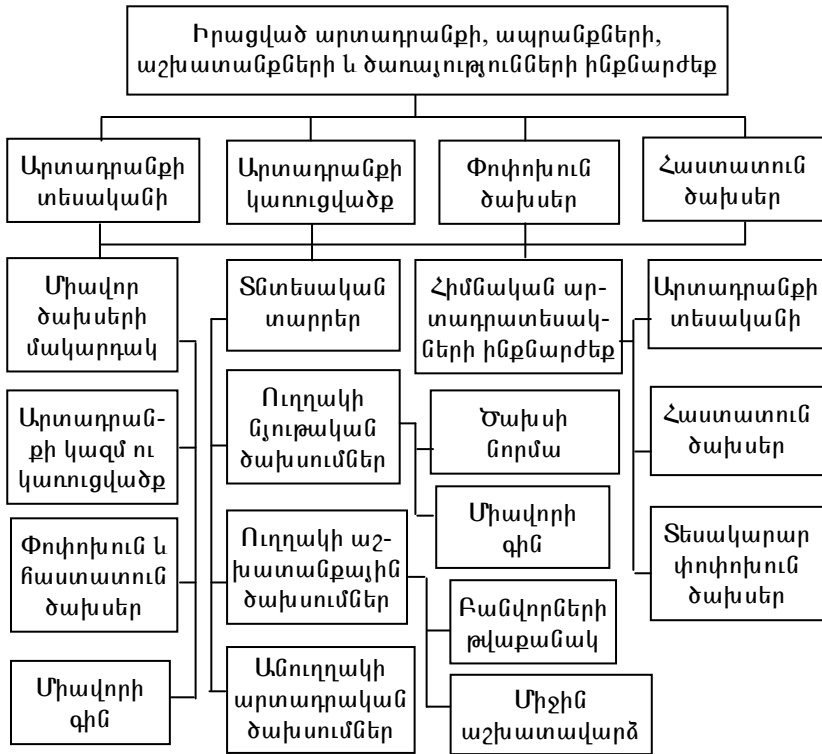 Իրացված արտադրանքի, ապրանքների,
աշխատանքների և ծառայությունների ինքնարժեք
Արտադրանքի
տեսականի
Արտադրանքի
կառուցվածք
Փոփոխուն
ծախսեր
Հաստատուն
ծախսեր
Միավոր
ծախսերի
մակարդակ
Տնտեսական
տարրեր
Հիմնական ար-
տադրատեսակ-
ների ինքնարժեք
Արտադրանքի
տեսականի
Արտադրան-
քի կազմ ու
կառուցվածք
Ուղղակի
նյութական
ծախսումներ
Ծախսի
նորմա
Հաստատուն
ծախսեր
Միավորի
գին
Փոփոխուն և
հաստատուն
ծախսեր
Ուղղակի աշ-
խատանքային
ծախսումներ
Տեսակարար
փոփոխուն
ծախսեր
Բանվորների
թվաքանակ
Միավորի
գին
Անուղղակի
արտադրական
ծախսումներ
Միջին
աշխատավարձ